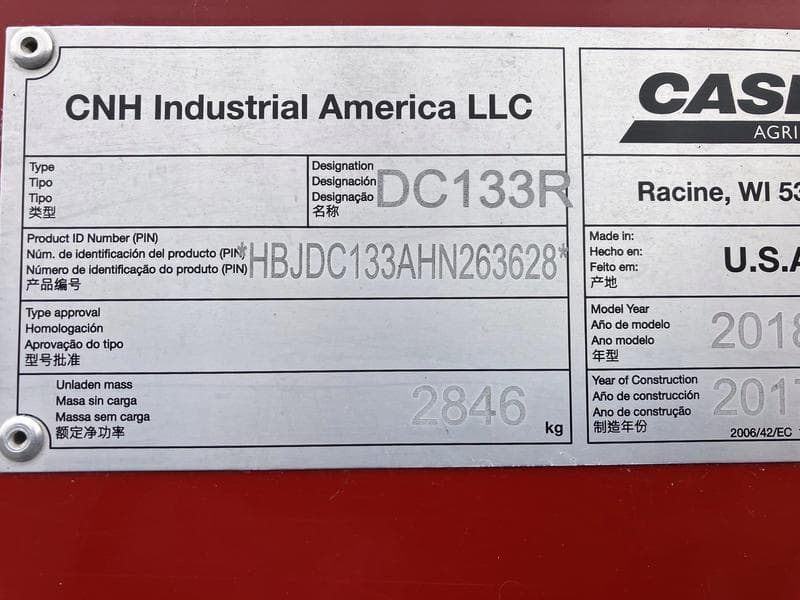 CNH Industrial America LLC
Type
Tipo
Tipo
类型
Designation
Designación
Designação
名称
DC133R
Product ID Number (PIN)
Núm. de identificación del producto (PIN)
Número de identificação do produto (PIN)
产品编号
*HBJDC133AHN263628*
Type approval
Homologación
Aprovação do tipo
型号批准
Unladen mass
Masa sin carga
Massa sem carga
额定净功率
2846
kg
CASE
AGRI
Racine, WI 53
Made in:
Hecho en:
Feito em:
产地
U.S.A
Model Year
Año de modelo
Ano modelo
年型
2018
Year of Construction
Año de construcción
Ano de construção
制造年份
2017
2006/42/EC